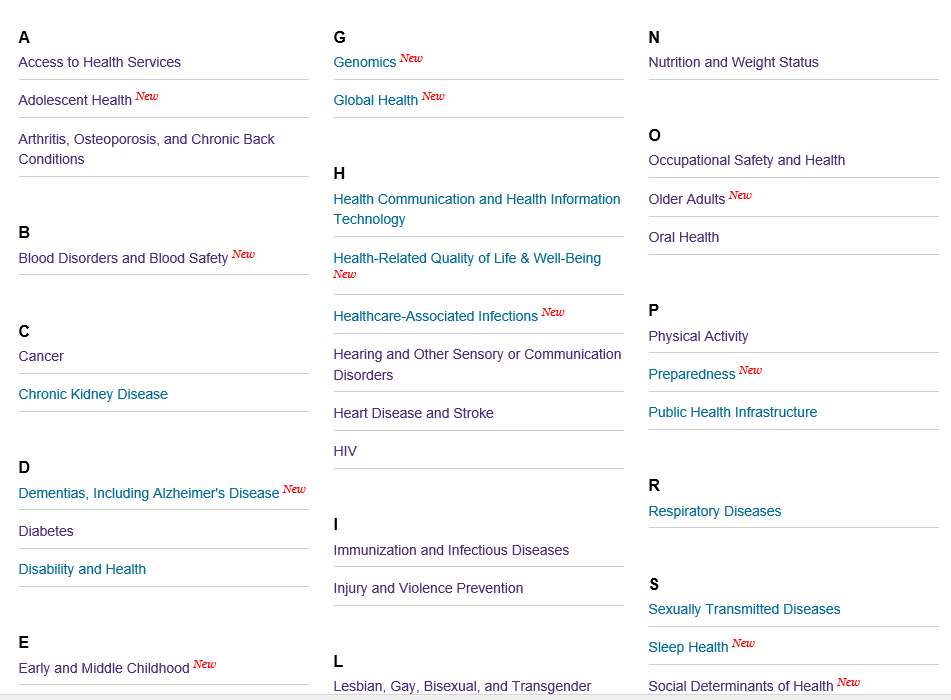 A
Access to Health Services
Adolescent Health New
Arthritis, Osteoporosis, and Chronic Back
Conditions
B
Blood Disorders and Blood Safety New
C
Cancer
Chronic Kidney Disease
D
Dementias, Including Alzheimer's Disease New
Diabetes
Disability and Health
E
Early and Middle Childhood New
G
Genomics New
Global Health New
H
Health Communication and Health Information
Technology
Health-Related Quality of Life & Well-Being
New
Healthcare-Associated Infections New
Hearing and Other Sensory or Communication
Disorders
Heart Disease and Stroke
HIV
I
Immunization and Infectious Diseases
Injury and Violence Prevention
L
Lesbian, Gay, Bisexual, and Transgender
N
Nutrition and Weight Status
O
Occupational Safety and Health
Older Adults New
Oral Health
P
Physical Activity
Preparedness New
Public Health Infrastructure
R
Respiratory Diseases
S
Sexually Transmitted Diseases
Sleep Health New
Social Determinants of Health New